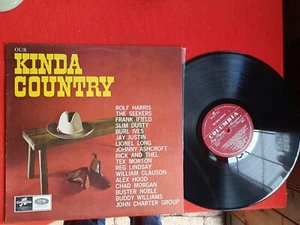 OUR
KINDA
COUNTRY
ROLF HARRIS
THE SEEKERS
FRANK IFIELD
SLIM DUSTY
BURL IVES
JAY JUSTIN
LIONEL LONG
JOHNNY ASHCROFT
RICK AND THEL
TEX MORTON
REG LINDSAY
WILLIAM CLAUSON
ALEX HOOD
CHAD MORGAN
BUSTER NOBLE
BUDDY WILLIAMS
JOHN CHARTER GROUP
COLUMBIA